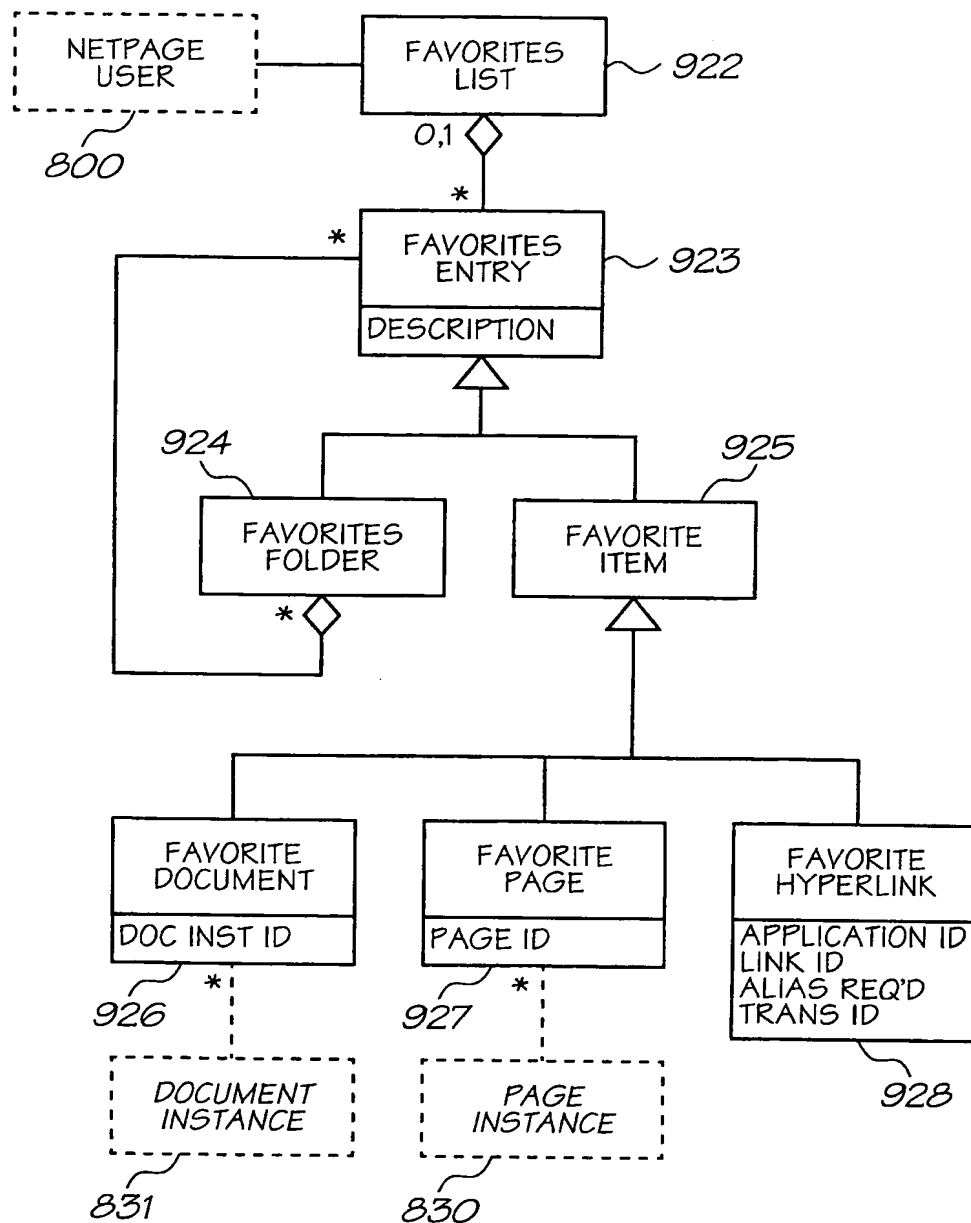 NETPAGE
USER
800
FAVORITES
LIST
922
0,1
*
*
FAVORITES
ENTRY
923
DESCRIPTION
924
925
FAVORITES
FOLDER
*
FAVORITE
ITEM
FAVORITE
DOCUMENT
DOC INST ID
926
*
FAVORITE
PAGE
PAGE ID
927
*
FAVORITE
HYPERLINK
APPLICATION ID
LINK ID
ALIAS REQ'D
TRANS ID
928
DOCUMENT
INSTANCE
831
PAGE
INSTANCE
830